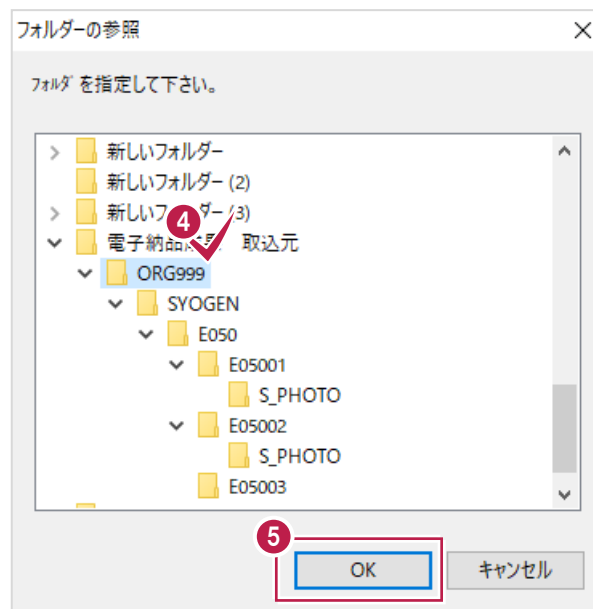 フォルダーの参照
ﾌｫﾙﾀﾞを指定して下さい。
新しいフォルダー
新しいフォルダー (2)
新しいフォルダー (3)
4
電子納品 取込元
ORG999
SYOGEN
E050
E05001
S_PHOTO
E05002
S_PHOTO
E05003
5
OK
キャンセル